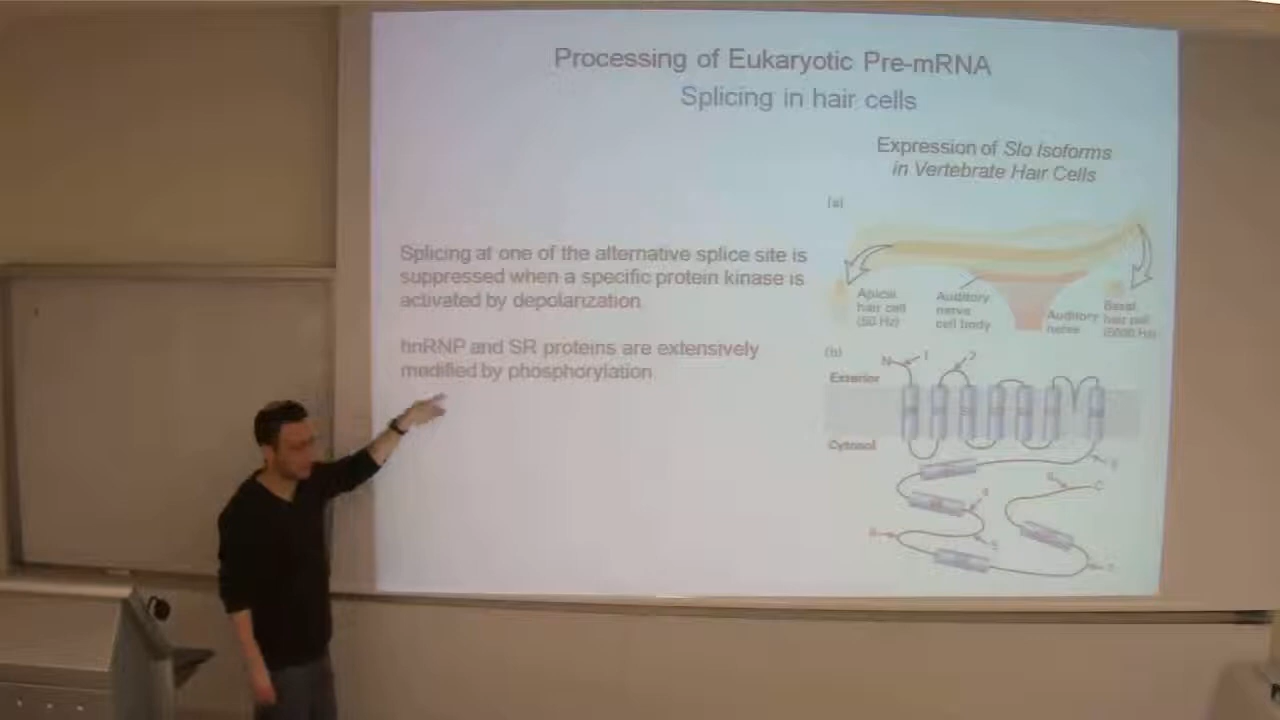 Processing of Eukaryotic Pre-mRNA
Splicing in hair cells
Expression of Slo Isoforms
in Vertebrate Hair Cells
(a)
Splicing at one of the alternative splice site is
suppressed when a specific protein kinase is
activated by depolarization
hnRNP and SR proteins are extensively
modified by phosphorylation
Apical
hair cell
(50 Hz)
Auditory
nerve
cell body
Auditory
nerve
Basal
hair cell
(5000 Hz)
(b)
N
1
2
Exterior
Cytosol
C